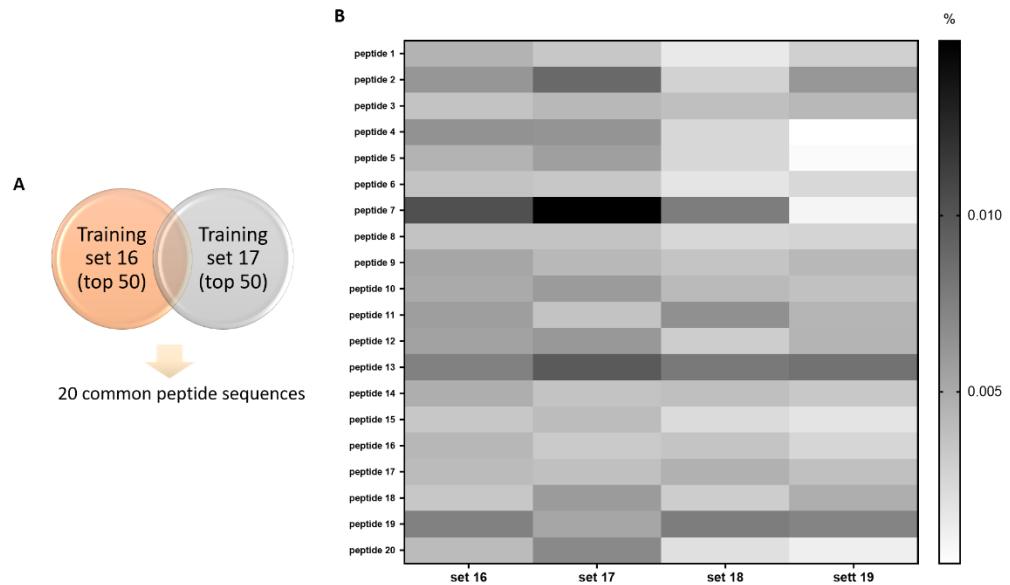 A
Training
set 16
(top 50)
Training
set 17
(top 50)
20 common peptide sequences
B
%
peptide 1
peptide 2
peptide 3
peptide 4
peptide 5
peptide 6
peptide 7
peptide 8
peptide 9
peptide 10
peptide 11
peptide 12
peptide 13
peptide 14
peptide 15
peptide 16
peptide 17
peptide 18
peptide 19
peptide 20
set 16
set 17
set 18
sett 19
0.010
0.005